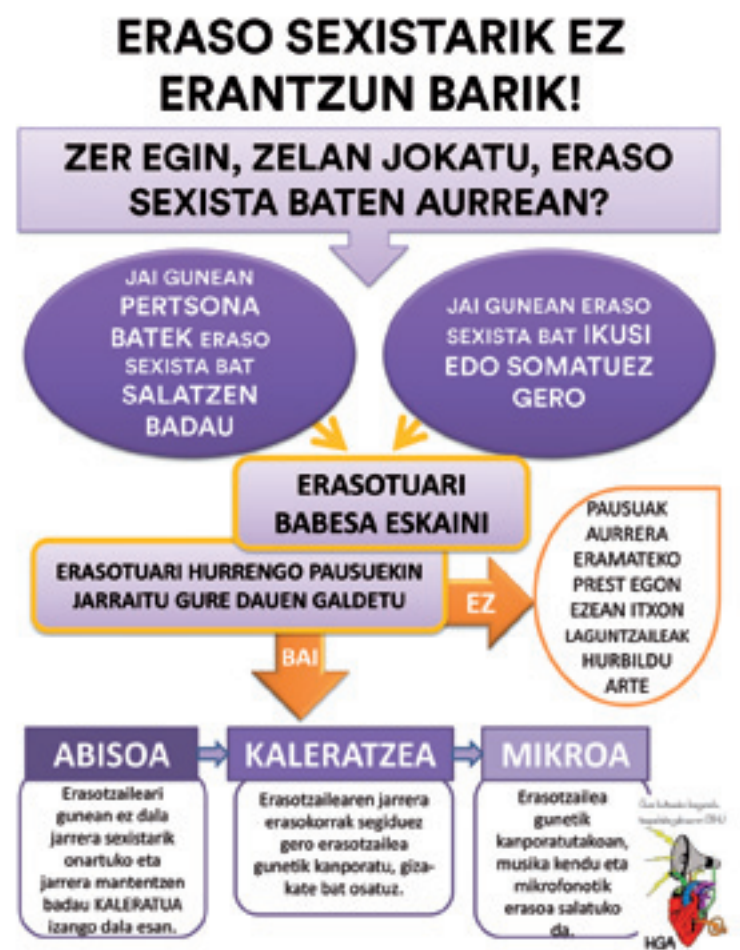 ERASO SEXISTARIK EZ
ERANTZUN BARIK!
ZER EGIN, ZELAN JOKATU, ERASO
SEXISTA BATEN AURREAN?
JAI GUNEAN
PERTSONA
BATEK ERASO
SEXISTA BAT
SALATZEN
BADAU
JAI GUNEAN ERASO
SEXISTA BAT IKUSI
EDO SOMATUEZ
GERO
ERASOTUARI
BABESA ESKAINI
ERASOTUARI HURRENGO PAUSUEKIN
JARRAITU GURE DAUEN GALDETU
EZ
PAUSUAK
AURRERA
ERAMATEKO
PREST EGON
EZEAN ITXON
LAGUNTZAILEAK
HURBILDU
ARTE
BAI
ABISOA
Erasotzaileari
gunean ez dala
jarrera sexistarik
onartuko eta
jarrera mantentzen
badau KALERATUA
izango dala esan.
KALERATZEA
Erasotzailearen jarrera
erasokorrak segiduez
gero erasotzailea
gunetik kanporatu, giza-
kate bat osatuz.
MIKROA
Erasotzailea
gunetik
kanporatutakoan,
musika kendu eta
mikrofonotik
erasoa salatuko
da.
HGA